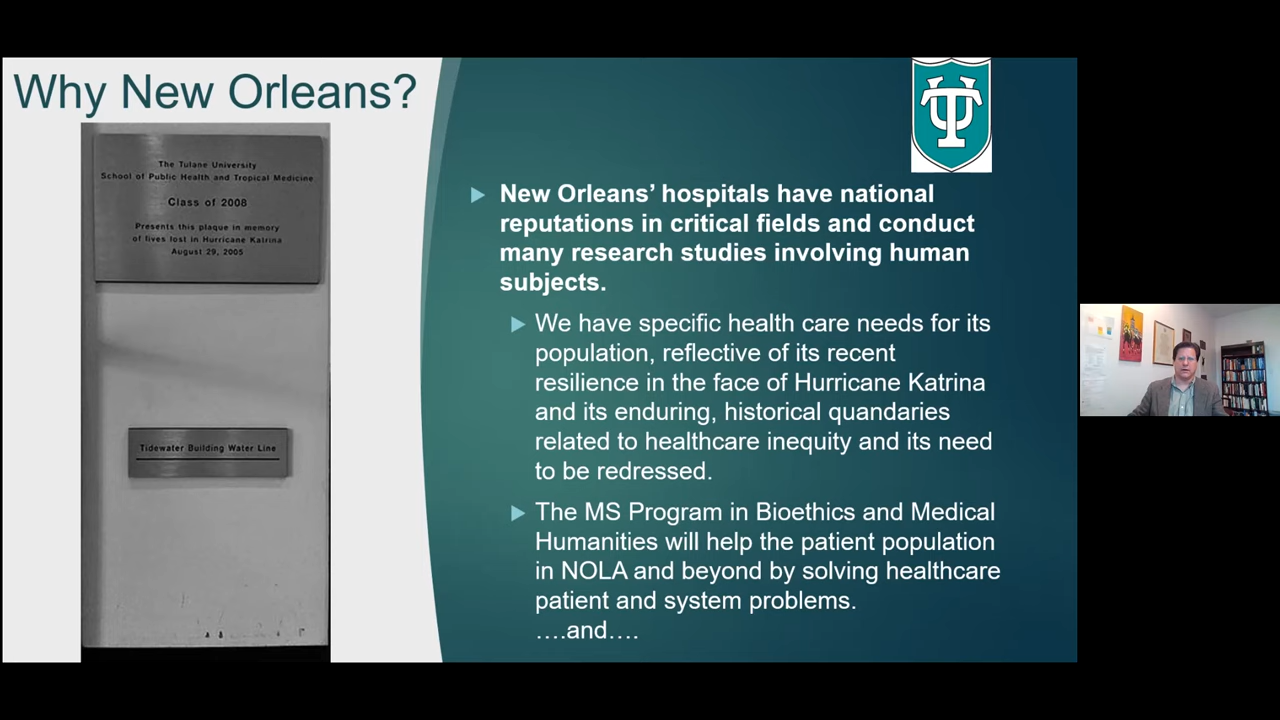 Why New Orleans?
The Tulane University
School of Public Health and Tropical Medicine
Class of 2008
Presents this plaque in memory
of lives lost in Hurricane Katrina
August 29, 2005
Tidewater Building Water Line
New Orleans' hospitals have national
reputations in critical fields and conduct
many research studies involving human
subjects.
We have specific health care needs for its
population, reflective of its recent
resilience in the face of Hurricane Katrina
and its enduring, historical quandaries
related to healthcare inequity and its need
to be redressed.
The MS Program in Bioethics and Medical
Humanities will help the patient population
in NOLA and beyond by solving healthcare
patient and system problems.
….and….